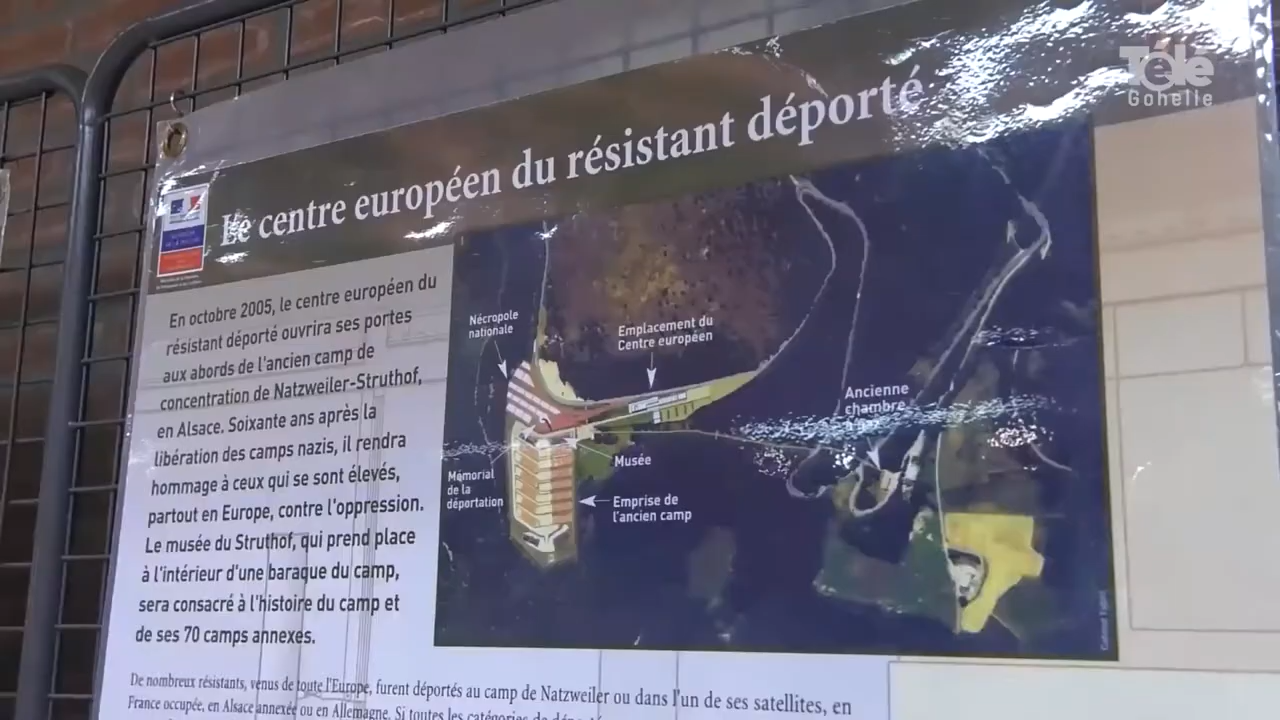 Télé
Gohelle
Le centre européen du résistant déporté
En octobre 2005, le centre européen du
résistant déporté ouvrira ses portes
aux abords de l'ancien camp de
concentration de Natzweiler-Struthof,
en Alsace. Soixante ans après la
libération des camps nazis, il rendra
hommage à ceux qui se sont élevés,
partout en Europe, contre l'oppression.
Le musée du Struthof, qui prend place
à l'intérieur d'une baraque du camp,
sera consacré à l'histoire du camp et
de ses 70 camps annexes.
Nécropole
nationale
Emplacement du
Centre européen
Ancienne
chambre
Musée
Mémorial
de la
déportation
Emprise de
l'ancien camp
De nombreux résistants, venus de toute l'Europe, furent déportés au camp de Natzweiler ou dans l'un de ses satellites, en
France occupée, en Alsace annexée ou en Allemagne. Si toutes les catégories de